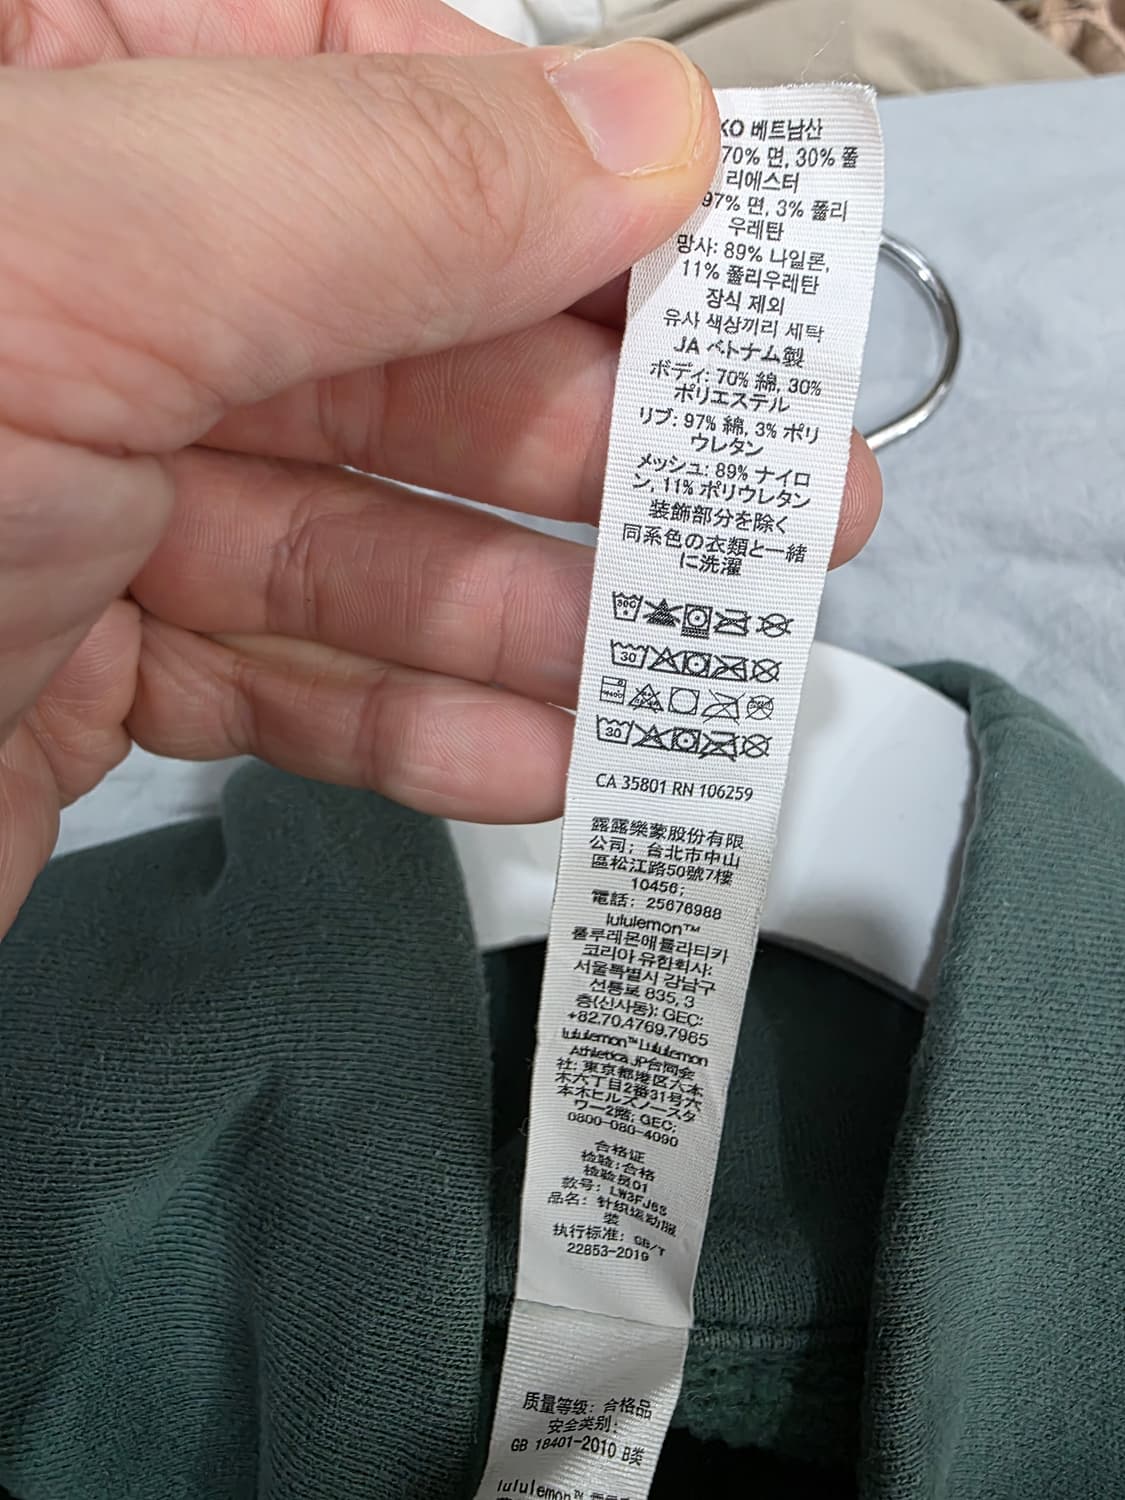 KO 베트남산
70% 면, 30% 폴
리에스터
97% 면, 3% 폴리
우레탄
망사: 89% 나일론,
11% 폴리우레탄
장식 제외
유사 색상끼리 세탁
JA ベトナム製
ボディ: 70% 綿, 30%
ポリエステル
リブ: 97% 綿, 3% ポリ
ウレタン
メッシュ: 89% ナイロ
ン, 11% ポリウレタン
装飾部分を除く
同系色の衣類と一緒
に洗濯
30C
30
30
CA 35801 RN 106259
露露樂蒙股份有限
公司; 台北市中山
區松江路50號7樓
10456;
電話: 25676988
lululemon™
룰루레몬애틀라티카
코리아 유한회사:
서울특별시 강남구
선릉로 835, 3
층(신사동): GEC:
+82.70.4769.7965
lululemon™ Lululemon
Athletica JP合同会
社: 東京都港区六本
木六丁目2番31号六
本木ヒルズノースタ
ワー2階; GEC:
0800-080-4090
合格证
检验:合格
检验员01
款号: LW3FJ6S
品名: 针织运动服
装
执行标准: GB/T
22853-2019
质量等级: 合格品
安全类别:
GB 18401-2010 B类
lululemon™